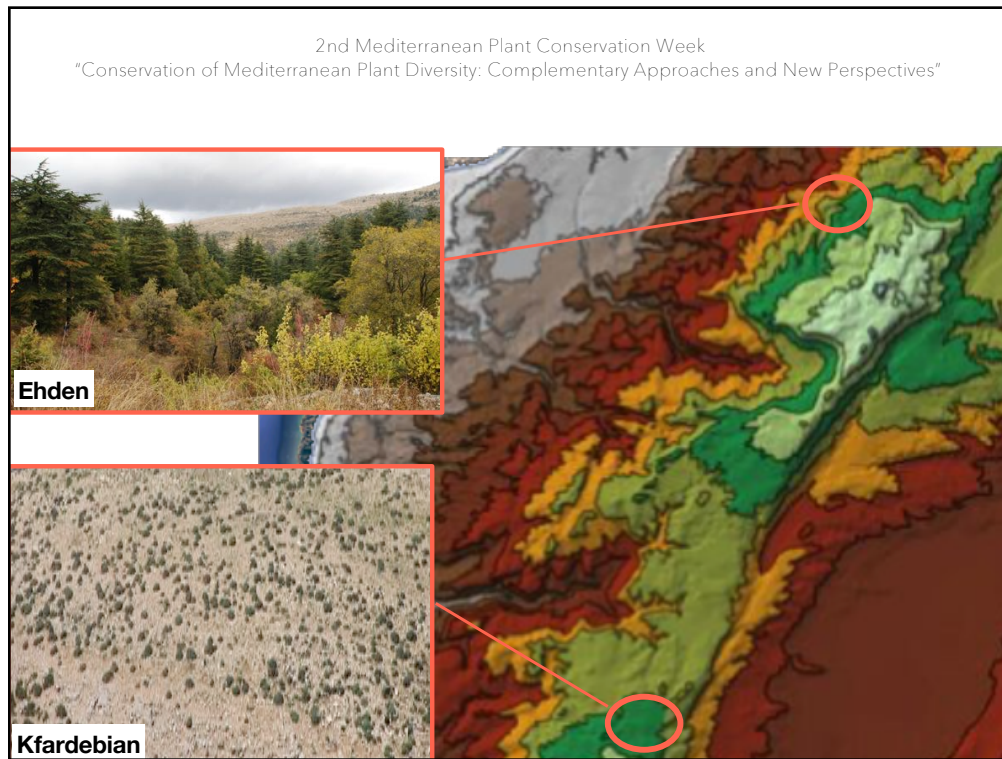 2nd Mediterranean Plant Conservation Week
"Conservation of Mediterranean Plant Diversity: Complementary Approaches and New Perspectives"
Ehden
Kfardebian